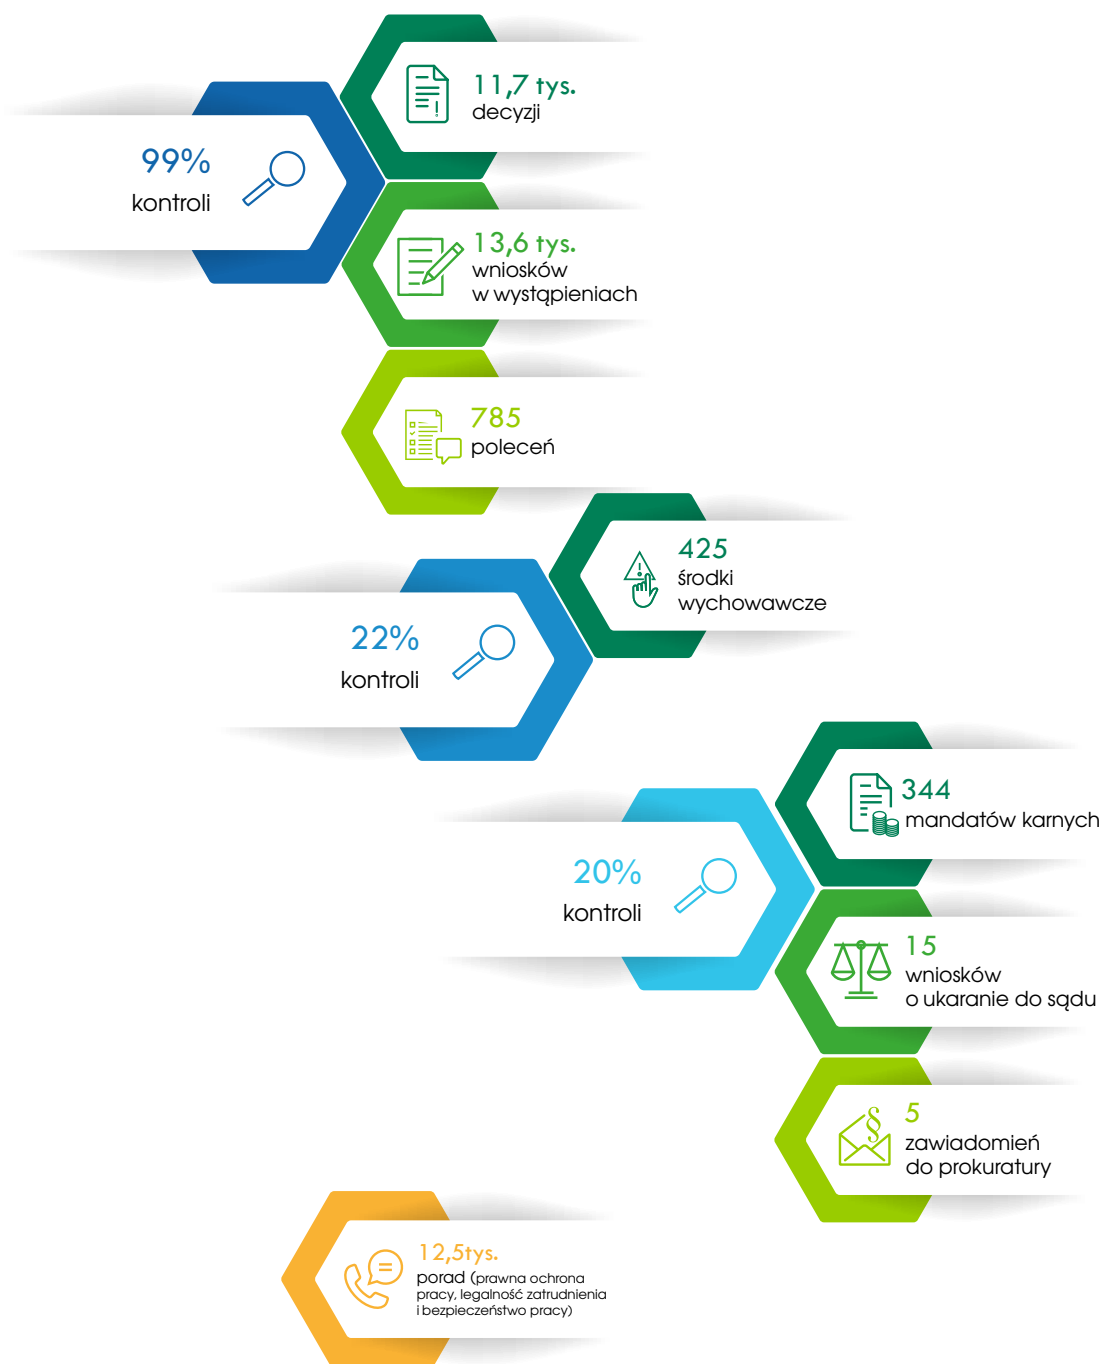 11,7 tys.
decyzji
99%
kontroli
13,6 tys.
wniosków
w wystąpieniach
785
poleceń
425
środki
wychowawcze
22%
kontroli
344
mandatów karnych
20%
kontroli
15
wniosków
o ukaranie do sądu
5
zawiadomień
do prokuratury
12,5tys.
porad (prawna ochrona
pracy, legalność zatrudnienia
i bezpieczeństwo pracy)